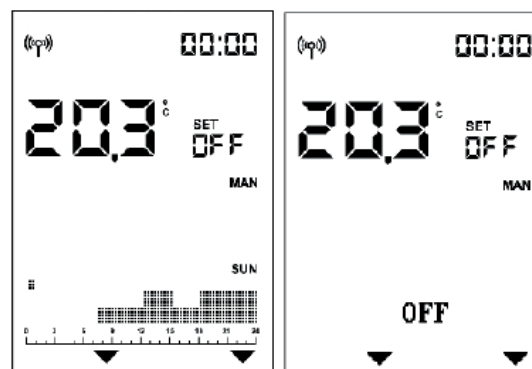 00:00
20,3 °C
SET
OFF
MAN
SUN
0 3 6 9 12 15 18 21 24
00:00
20,3 °C
SET
OFF
MAN
OFF